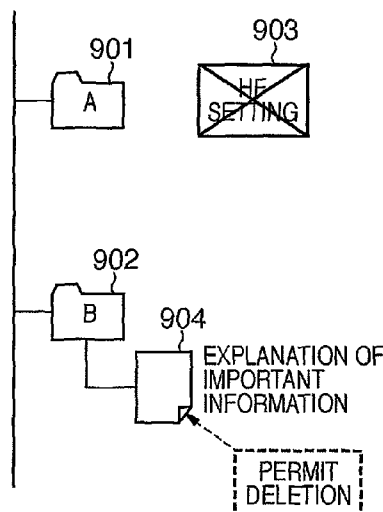 901
903
A
HF
SETTING
902
B
904
EXPLANATION OF
IMPORTANT
INFORMATION
PERMIT
DELETION